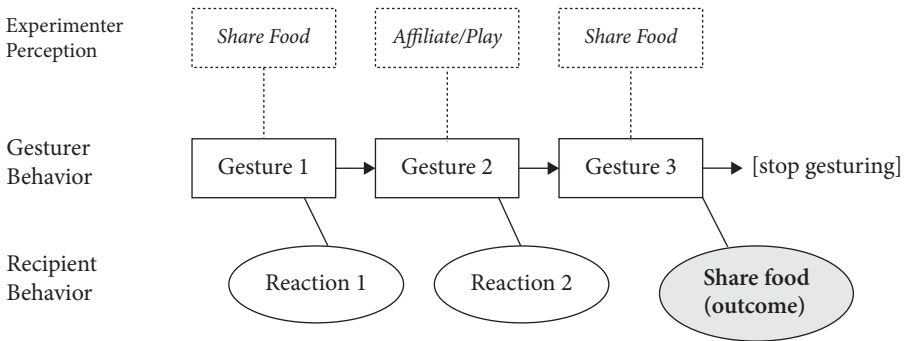 Experimenter
Perception
Share Food
Affiliate/Play
Share Food
Gesturer
Behavior
Gesture 1
Gesture 2
Gesture 3
[stop gesturing]
Recipient
Behavior
Reaction 1
Reaction 2
Share food
(outcome)